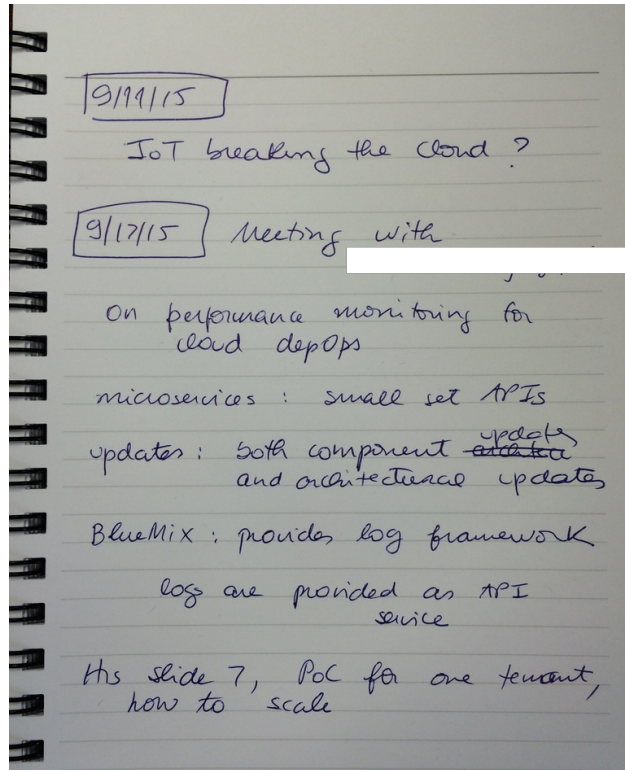 9/11/15
IoT breaking the cloud ?
9/17/15 Meeting with
on performance monitoring for
cloud depOps
microservices : small set APIs
updates : both component updates
and architectural updates
BlueMix : provides log framework
logs are provided as API
service
His slide 7, PoC for one tenant,
how to scale